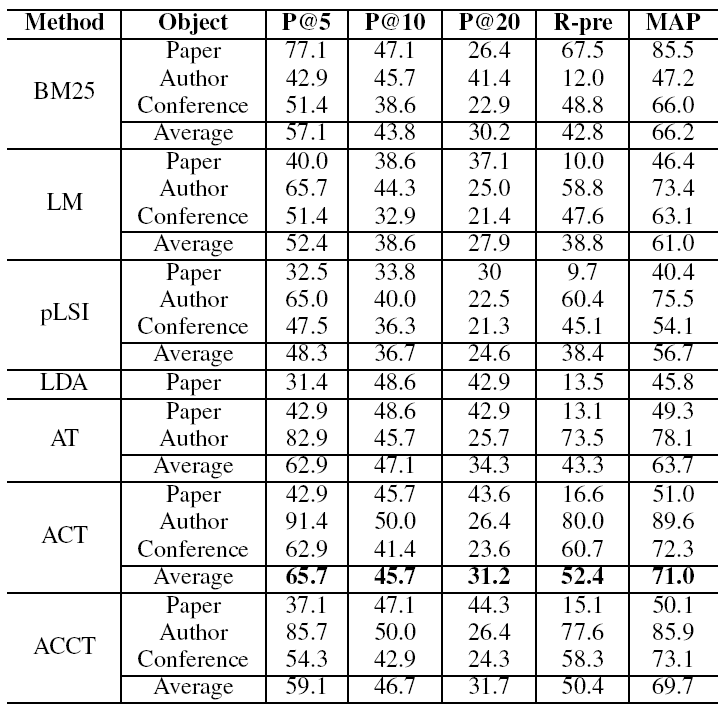 Method Object P@5 P@10 P@20 R-pre MAP
BM25
Paper 77.1 47.1 26.4 67.5 85.5
Author 42.9 45.7 41.4 12.0 47.2
Conference 51.4 38.6 22.9 48.8 66.0
Average 57.1 43.8 30.2 42.8 66.2
LM
Paper 40.0 38.6 37.1 10.0 46.4
Author 65.7 44.3 25.0 58.8 73.4
Conference 51.4 32.9 21.4 47.6 63.1
Average 52.4 38.6 27.9 38.8 61.0
pLSI
Paper 32.5 33.8 30 9.7 40.4
Author 65.0 40.0 22.5 60.4 75.5
Conference 47.5 36.3 21.3 45.1 54.1
Average 48.3 36.7 24.6 38.4 56.7
LDA Paper 31.4 48.6 42.9 13.5 45.8
AT
Paper 42.9 48.6 42.9 13.1 49.3
Author 82.9 45.7 25.7 73.5 78.1
Average 62.9 47.1 34.3 43.3 63.7
ACT
Paper 42.9 45.7 43.6 16.6 51.0
Author 91.4 50.0 26.4 80.0 89.6
Conference 62.9 41.4 23.6 60.7 72.3
Average 65.7 45.7 31.2 52.4 71.0
ACCT
Paper 37.1 47.1 44.3 15.1 50.1
Author 85.7 50.0 26.4 77.6 85.9
Conference 54.3 42.9 24.3 58.3 73.1
Average 59.1 46.7 31.7 50.4 69.7